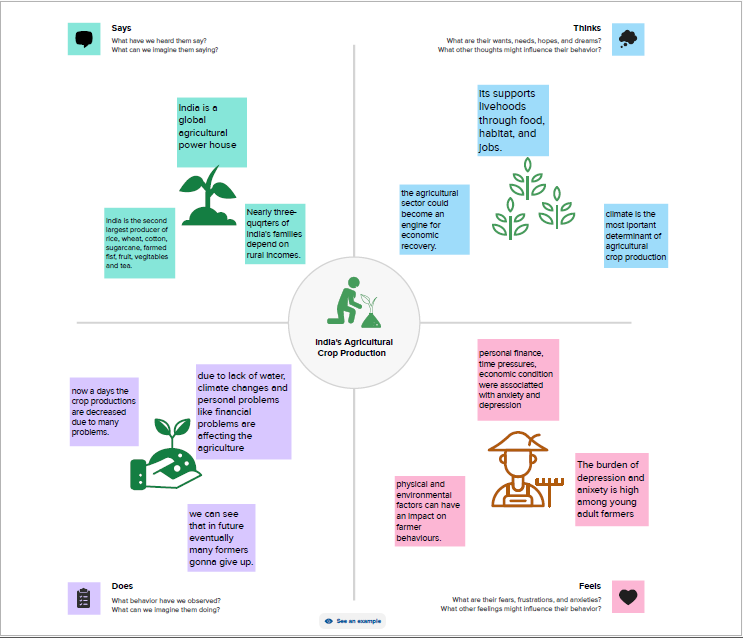 Says
What have we heard them say?
What can we imagine them saying?
Thinks
What are their wants, needs, hopes, and dreams?
What other thoughts might influence their behavior?
India is a
global
agricultural
power house
India is the second
largest producer of
rice, wheat, cotton,
sugarcane, farmed
fist, fruit, vegitables
and tea.
Nearly three-
quqrters of
India's families
depend on
rural incomes.
Its supports
livehoods
through food,
habitat, and
jobs.
the agricultural
sector could
become an
engine for
economic
recovery.
climate is the
most iportant
determinant of
agricultural
crop production
India's Agricultural
Crop Production
now a days the
crop productions
are decreased
due to many
problems.
due to lack of water,
climate changes and
personal problems
like financial
problems are
affecting the
agriculture
we can see
that in future
eventually
many formers
gonna give up.
personal finance,
time pressures,
economic condition
were associatted
with anxiety and
depression
physical and
environmental
factors can have
an impact on
farmer
behaviours.
The burden of
depression and
anixety is high
among young
adult farmers
Does
What behavior have we observed?
What can we imagine them doing?
Feels
What are their fears, frustrations, and anxieties?
What other feelings might influence their behavior?
See an example